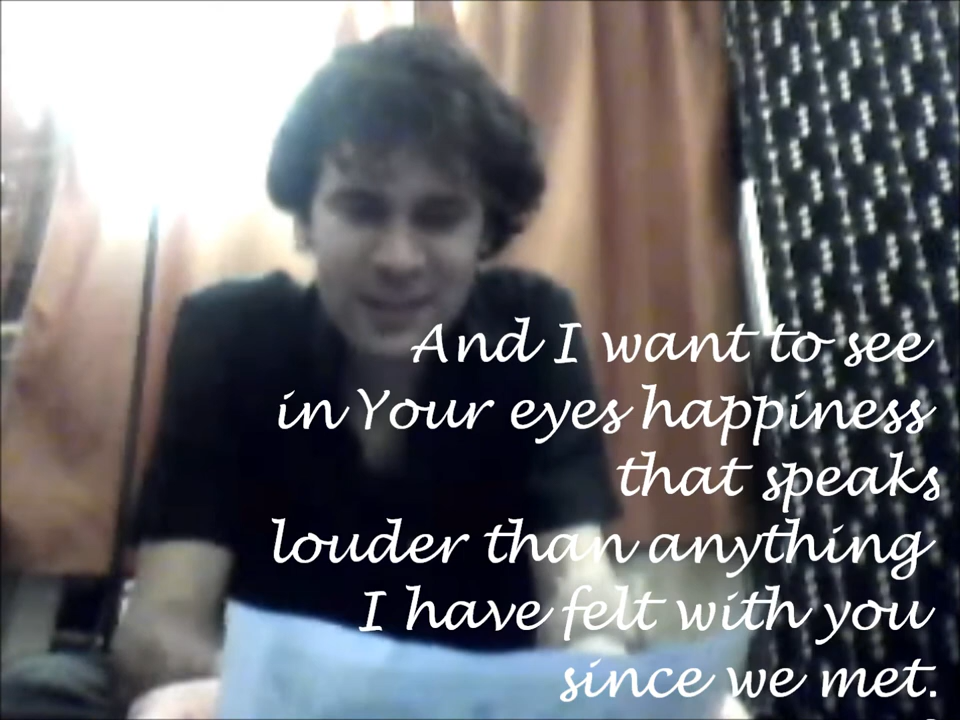 And I want to see
in Your eyes happiness
that speaks
louder than anything
I have felt with you
since we met.